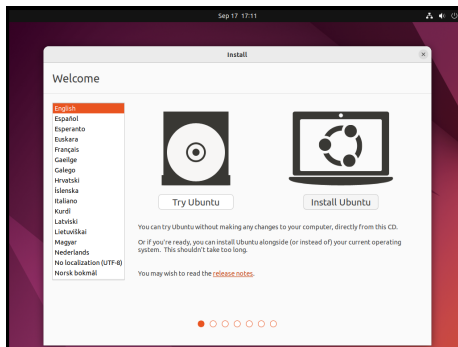 Sep 17 17:11
Install
Welcome
English
Español
Esperanto
Euskara
Français
Gaeilge
Galego
Hrvatski
Íslenska
Italiano
Kurdî
Latviski
Lietuviškai
Magyar
Nederlands
No localization (UTF-8)
Norsk bokmål
Try Ubuntu
Install Ubuntu
You can try Ubuntu without making any changes to your computer, directly from this CD.
Or if you're ready, you can install Ubuntu alongside (or instead of) your current operating
system. This shouldn't take too long.
You may wish to read the release notes.